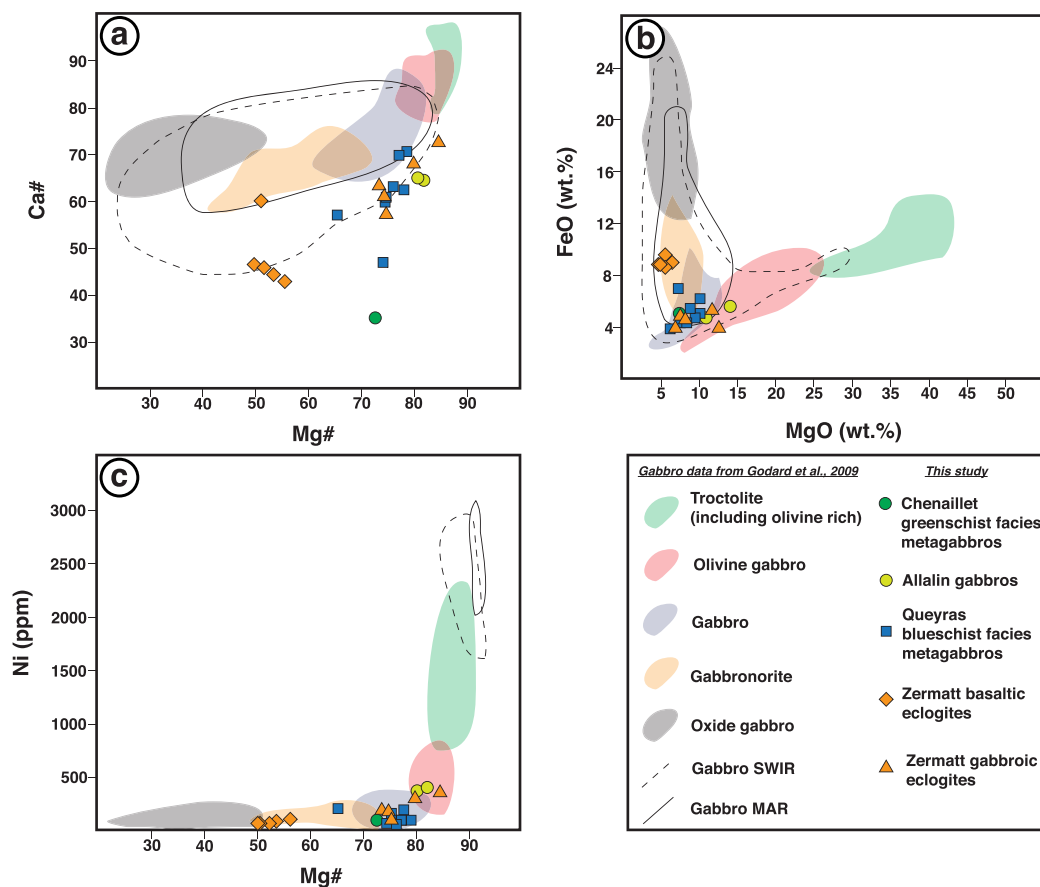 a
90
80
70
60
50
40
30
Ca#
30 40 50 60 70 80 90
Mg#
b
24
20
16
12
8
4
FeO (wt.%)
5 10 15 20 25 30 35 40 45 50
MgO (wt.%)
c
3000
2500
2000
1500
1000
500
Ni (ppm)
30 40 50 60 70 80 90
Mg#
Gabbro data from Godard et al., 2009
Troctolite
(including olivine rich)
Olivine gabbro
Gabbro
Gabbronorite
Oxide gabbro
Gabbro SWIR
Gabbro MAR
This study
Chenaillet
greenschist facies
metagabbros
Allalin gabbros
Queyras
blueschist facies
metagabbros
Zermatt basaltic
eclogites
Zermatt gabbroic
eclogites